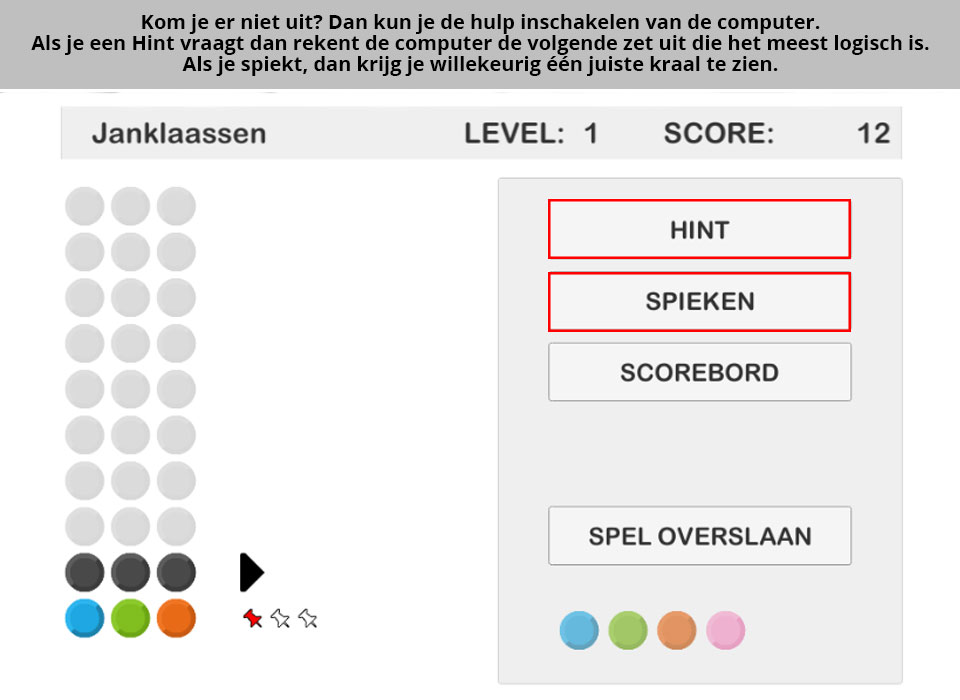 Kom je er niet uit? Dan kun je de hulp inschakelen van de computer.
Als je een Hint vraagt dan rekent de computer de volgende zet uit die het meest logisch is.
Als je spiekt, dan krijg je willekeurig één juiste kraal te zien.
Janklaassen LEVEL: 1 SCORE: 12
HINT
SPIEKEN
SCOREBORD
SPEL OVERSLAAN